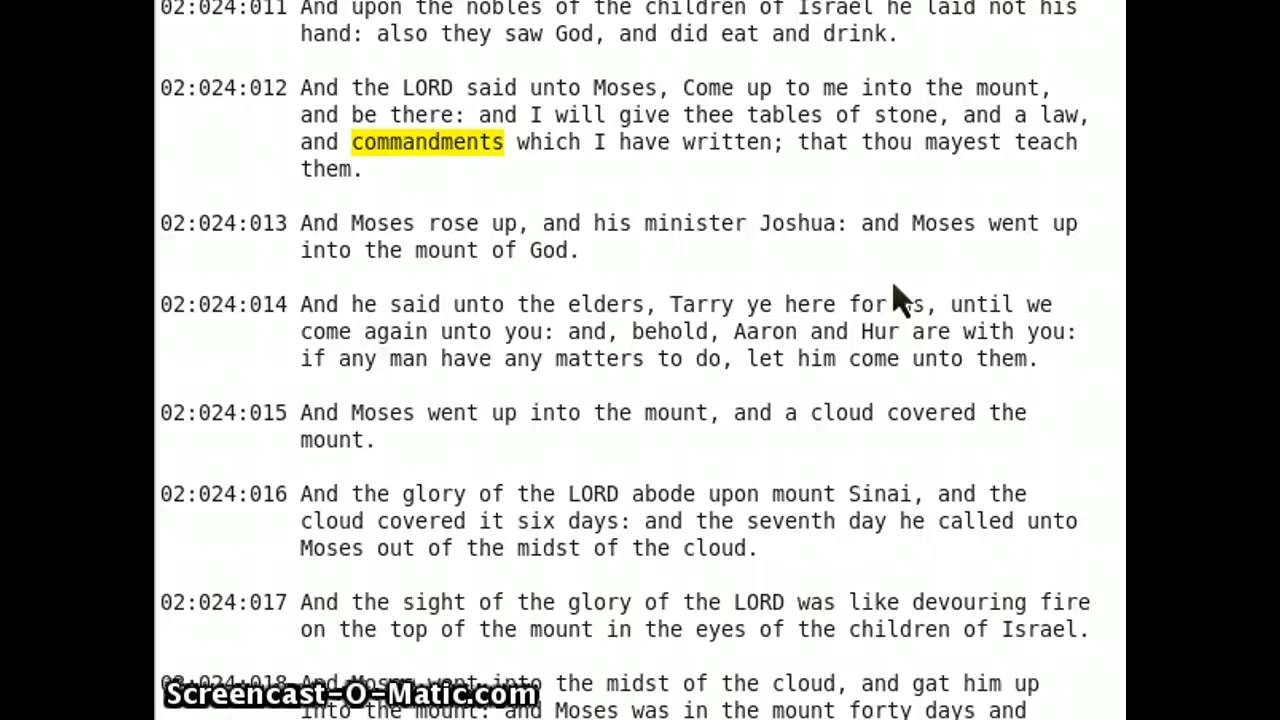 02:024:011 And upon the nobles of the children of Israel he laid not his
hand: also they saw God, and did eat and drink.
02:024:012 And the LORD said unto Moses, Come up to me into the mount,
and be there: and I will give thee tables of stone, and a law,
and commandments which I have written; that thou mayest teach
them.
02:024:013 And Moses rose up, and his minister Joshua: and Moses went up
into the mount of God.
02:024:014 And he said unto the elders, Tarry ye here for us, until we
come again unto you: and, behold, Aaron and Hur are with you:
if any man have any matters to do, let him come unto them.
02:024:015 And Moses went up into the mount, and a cloud covered the
mount.
02:024:016 And the glory of the LORD abode upon mount Sinai, and the
cloud covered it six days: and the seventh day he called unto
Moses out of the midst of the cloud.
02:024:017 And the sight of the glory of the LORD was like devouring fire
on the top of the mount in the eyes of the children of Israel.
02:024:018 And Moses went into the midst of the cloud, and gat him up
Screencast-O-Matic.com
into the mount: and Moses was in the mount forty days and